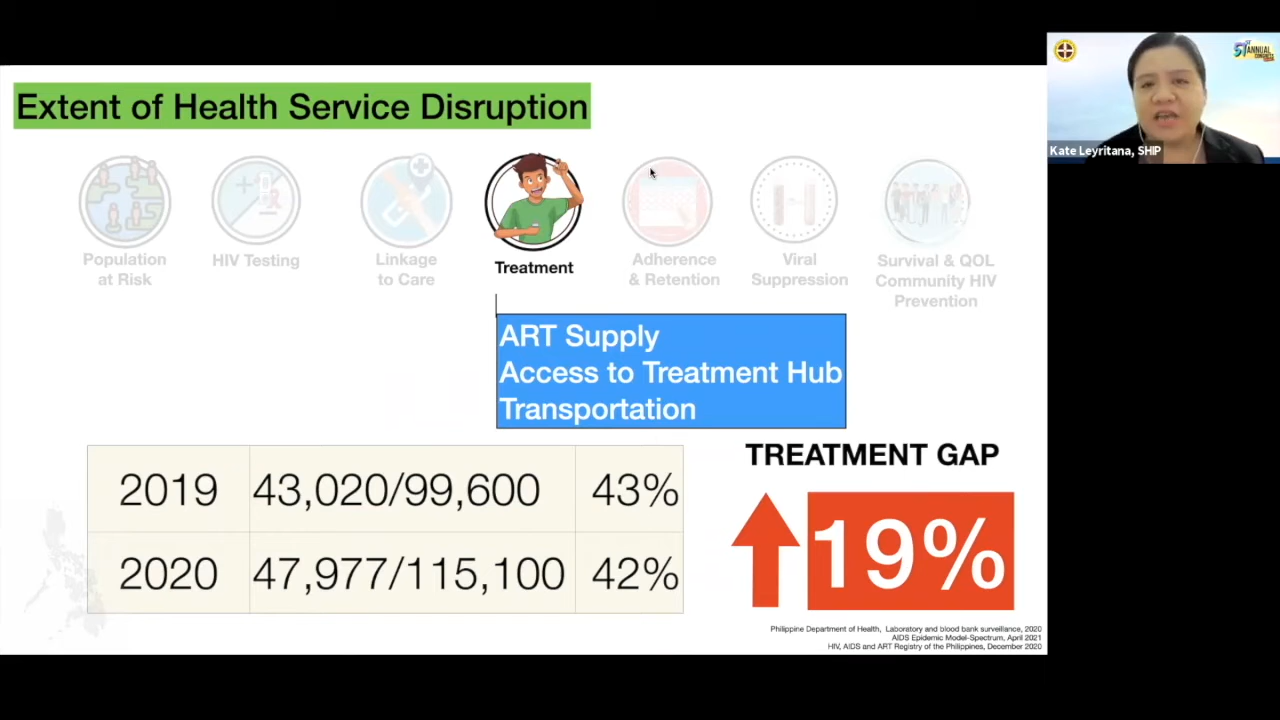 Extent of Health Service Disruption
Population
at Risk
HIV Testing
Linkage
to Care
Treatment
Adherence
& Retention
Viral
Suppression
Survival & QOL
Community HIV
Prevention
ART Supply
Access to Treatment Hub
Transportation
2019 43,020/99,600 43%
2020 47,977/115,100 42%
TREATMENT GAP
19%
Philippine Department of Health, Laboratory and blood bank surveillance, 2020
AIDS Epidemic Model-Spectrum, April 2021
HIV, AIDS and ART Registry of the Philippines, December 2020
51 ANNUAL
Kate Leyritana, SHIP